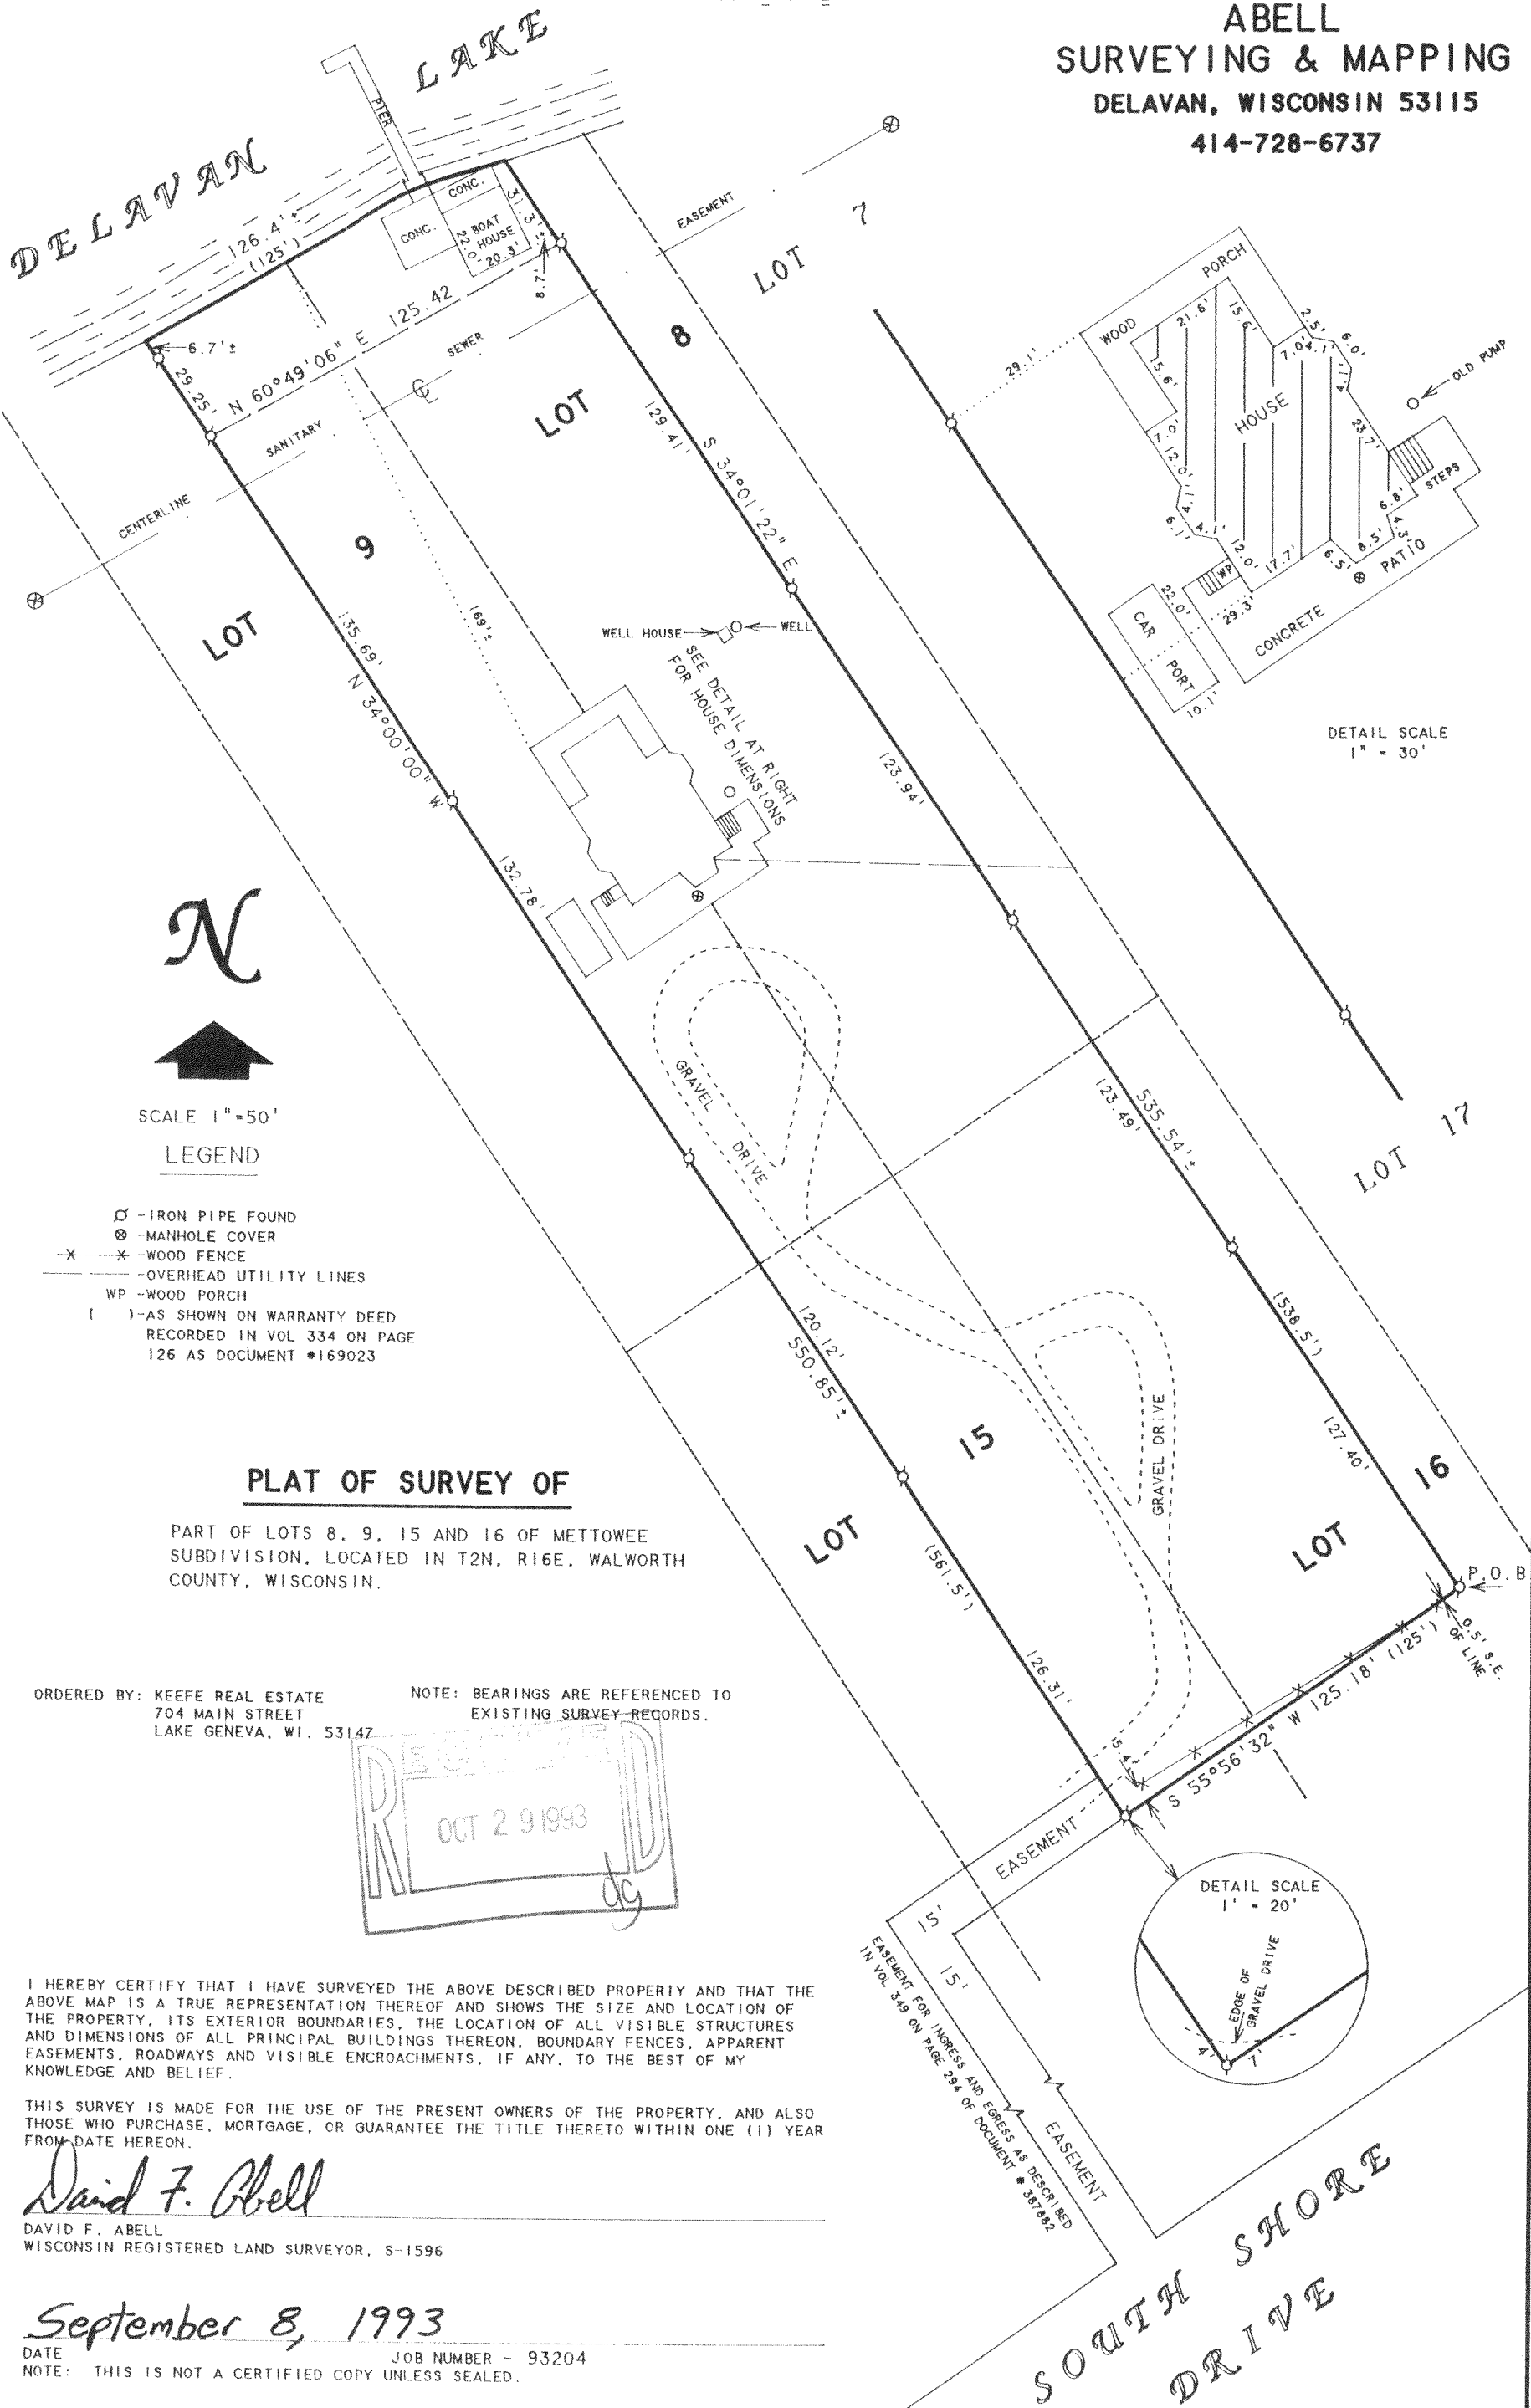 ABELL
SURVEYING & MAPPING
DELAVAN, WISCONSIN 53115
414-728-6737
DELAVAN LAKE
PIER
126.4'±
(125')
CONC.
CONC.
BOAT
HOUSE
22.0'
20.3'
31.3'±
8.7'
6.7'±
29.25'
N 60°49'06" E 125.42
EASEMENT
SEWER
SANITARY
CENTERLINE
LOT 7
LOT 8
LOT 9
129.41'
S 34°01'22" E
135.69'
N 34°00'00" W
169'±
WELL HOUSE
WELL
SEE DETAIL AT RIGHT
FOR HOUSE DIMENSIONS
123.94'
132.78'
29.1'
WOOD
PORCH
21.6'
15.6'
15.6'
2.5'
7.0'
4.1'
6.0'
4.1'
HOUSE
OLD PUMP
7.0'
12.0'
23.7'
4.1'
6.1'
4.1'
STEPS
6.8'
4.3'
8.5'
6.5'
PATIO
12.0'
17.7'
WP
22.0'
29.3'
CAR
PORT
10.1'
CONCRETE
DETAIL SCALE
1" = 30'
N
SCALE 1"=50'
LEGEND
-IRON PIPE FOUND
-MANHOLE COVER
-WOOD FENCE
-OVERHEAD UTILITY LINES
WP -WOOD PORCH
( )-AS SHOWN ON WARRANTY DEED
RECORDED IN VOL 334 ON PAGE
126 AS DOCUMENT #169023
GRAVEL
DRIVE
123.49'
535.54'±
LOT 17
120.12'
550.85'±
(538.5')
GRAVEL DRIVE
127.40'
LOT 15
LOT 16
(561.5')
126.31'
P.O.B
0.5' S.E.
OF LINE
5.4'
S 55°56'32" W 125.18' (125')
PLAT OF SURVEY OF
PART OF LOTS 8, 9, 15 AND 16 OF METTOWEE
SUBDIVISION, LOCATED IN T2N, R16E, WALWORTH
COUNTY, WISCONSIN.
ORDERED BY: KEEFE REAL ESTATE
704 MAIN STREET
LAKE GENEVA, WI. 53147
NOTE: BEARINGS ARE REFERENCED TO
EXISTING SURVEY RECORDS.
RECEIVED
OCT 29 1993
dg
EASEMENT
15'
15'
EASEMENT FOR INGRESS AND EGRESS AS DESCRIBED
IN VOL 349 ON PAGE 294 OF DOCUMENT # 387882
EASEMENT
DETAIL SCALE
1' = 20'
EDGE OF
GRAVEL DRIVE
4'
7'
SOUTH SHORE
DRIVE
I HEREBY CERTIFY THAT I HAVE SURVEYED THE ABOVE DESCRIBED PROPERTY AND THAT THE
ABOVE MAP IS A TRUE REPRESENTATION THEREOF AND SHOWS THE SIZE AND LOCATION OF
THE PROPERTY, ITS EXTERIOR BOUNDARIES, THE LOCATION OF ALL VISIBLE STRUCTURES
AND DIMENSIONS OF ALL PRINCIPAL BUILDINGS THEREON, BOUNDARY FENCES, APPARENT
EASEMENTS, ROADWAYS AND VISIBLE ENCROACHMENTS, IF ANY, TO THE BEST OF MY
KNOWLEDGE AND BELIEF.
THIS SURVEY IS MADE FOR THE USE OF THE PRESENT OWNERS OF THE PROPERTY, AND ALSO
THOSE WHO PURCHASE, MORTGAGE, OR GUARANTEE THE TITLE THERETO WITHIN ONE (1) YEAR
FROM DATE HEREON.
David F. Abell
DAVID F. ABELL
WISCONSIN REGISTERED LAND SURVEYOR, S-1596
September 8, 1993
DATE JOB NUMBER - 93204
NOTE: THIS IS NOT A CERTIFIED COPY UNLESS SEALED.